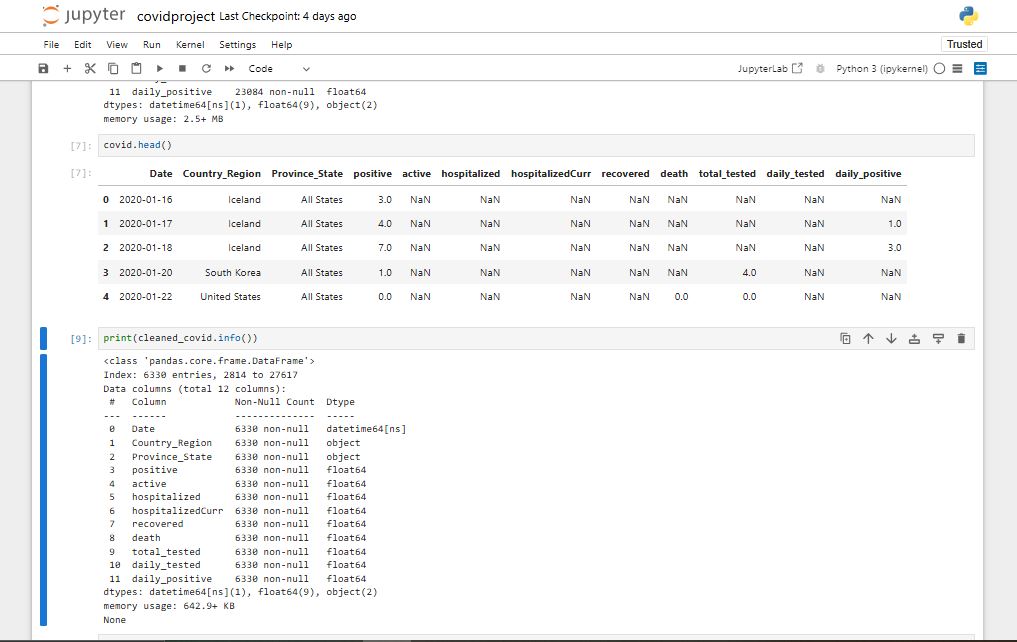 jupyter covidproject Last Checkpoint: 4 days ago
File Edit View Run Kernel Settings Help Trusted
Code JupyterLab Python 3 (ipykernel)
11 daily_positive 23084 non-null float64
dtypes: datetime64[ns](1), float64(9), object(2)
memory usage: 2.5+ MB
[7]: covid.head()
[7]: Date Country_Region Province_State positive active hospitalized hospitalizedCurr recovered death total_tested daily_tested daily_positive
0 2020-01-16 Iceland All States 3.0 NaN NaN NaN NaN NaN NaN NaN NaN
1 2020-01-17 Iceland All States 4.0 NaN NaN NaN NaN NaN NaN NaN 1.0
2 2020-01-18 Iceland All States 7.0 NaN NaN NaN NaN NaN NaN NaN 3.0
3 2020-01-20 South Korea All States 1.0 NaN NaN NaN NaN NaN 4.0 NaN NaN
4 2020-01-22 United States All States 0.0 NaN NaN NaN NaN 0.0 0.0 NaN NaN
[9]: print(cleaned_covid.info())
<class 'pandas.core.frame.DataFrame'>
Index: 6330 entries, 2814 to 27617
Data columns (total 12 columns):
# Column Non-Null Count Dtype
--- ------ -------------- -----
0 Date 6330 non-null datetime64[ns]
1 Country_Region 6330 non-null object
2 Province_State 6330 non-null object
3 positive 6330 non-null float64
4 active 6330 non-null float64
5 hospitalized 6330 non-null float64
6 hospitalizedCurr 6330 non-null float64
7 recovered 6330 non-null float64
8 death 6330 non-null float64
9 total_tested 6330 non-null float64
10 daily_tested 6330 non-null float64
11 daily_positive 6330 non-null float64
dtypes: datetime64[ns](1), float64(9), object(2)
memory usage: 642.9+ KB
None